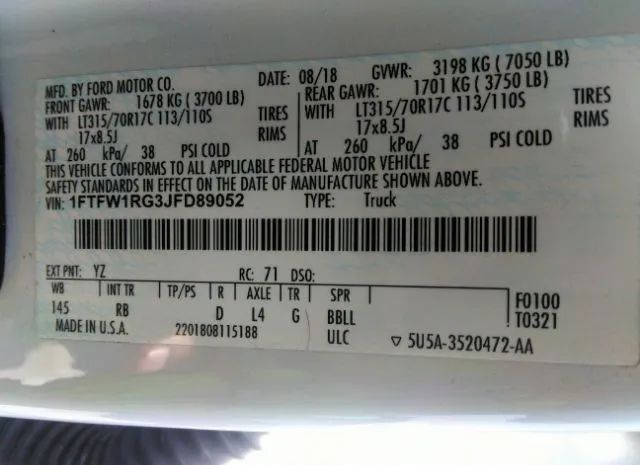 MFD. BY FORD MOTOR CO.
DATE: 08/18 GVWR: 3198 KG ( 7050 LB)
FRONT GAWR: 1678 KG ( 3700 LB)
REAR GAWR: 1701 KG ( 3750 LB)
WITH LT315/70R17C 113/110S TIRES
WITH LT315/70R17C 113/110S TIRES
17x8.5J RIMS
17x8.5J RIMS
AT 260 kPa/ 38 PSI COLD
AT 260 kPa/ 38 PSI COLD
THIS VEHICLE CONFORMS TO ALL APPLICABLE FEDERAL MOTOR VEHICLE
SAFETY STANDARDS IN EFFECT ON THE DATE OF MANUFACTURE SHOWN ABOVE.
VIN: 1FTFW1RG3JFD89052 TYPE: Truck
EXT PNT: YZ RC: 71 DSO:
WB INT TR TP/PS R AXLE TR SPR
145 RB D L4 G BBLL
F0100
T0321
MADE IN U.S.A. 2201808115188 ULC ▽ 5U5A-3520472-AA